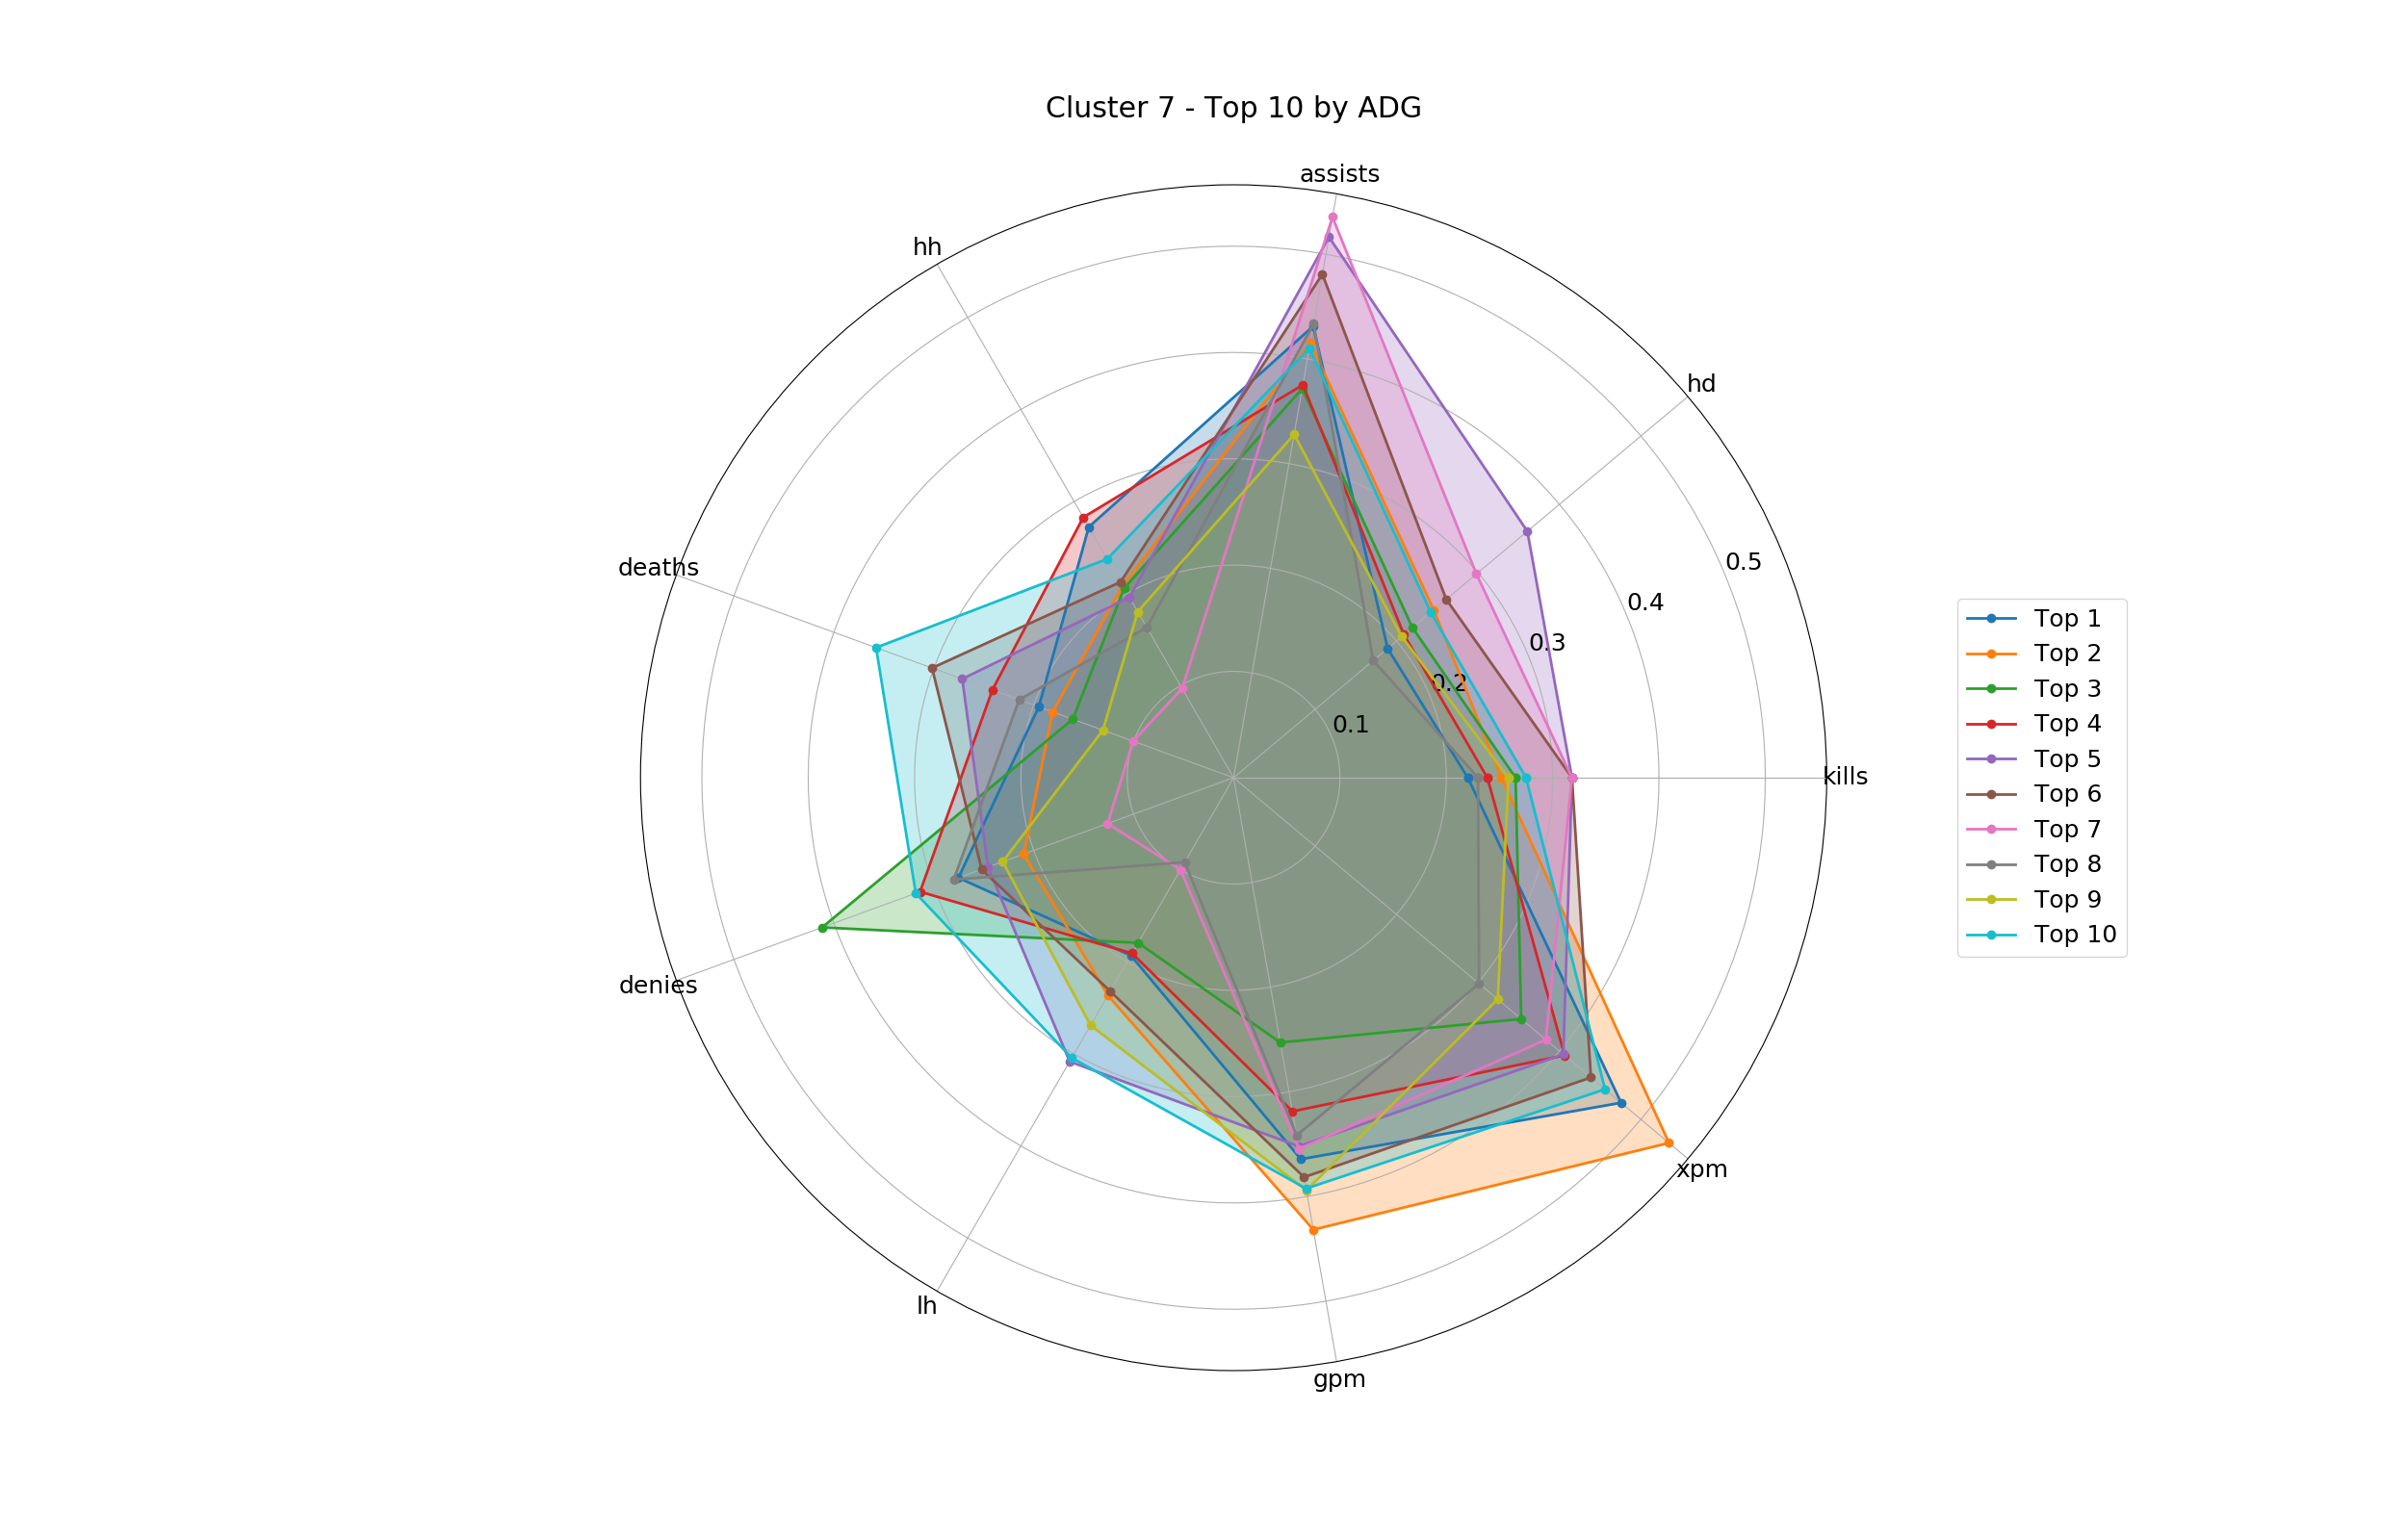 Cluster 7 - Top 10 by ADG
assists
hh
hd
deaths
0.5
0.4
0.3
0.2
0.1
kills
denies
xpm
lh
gpm
Top 1
Top 2
Top 3
Top 4
Top 5
Top 6
Top 7
Top 8
Top 9
Top 10